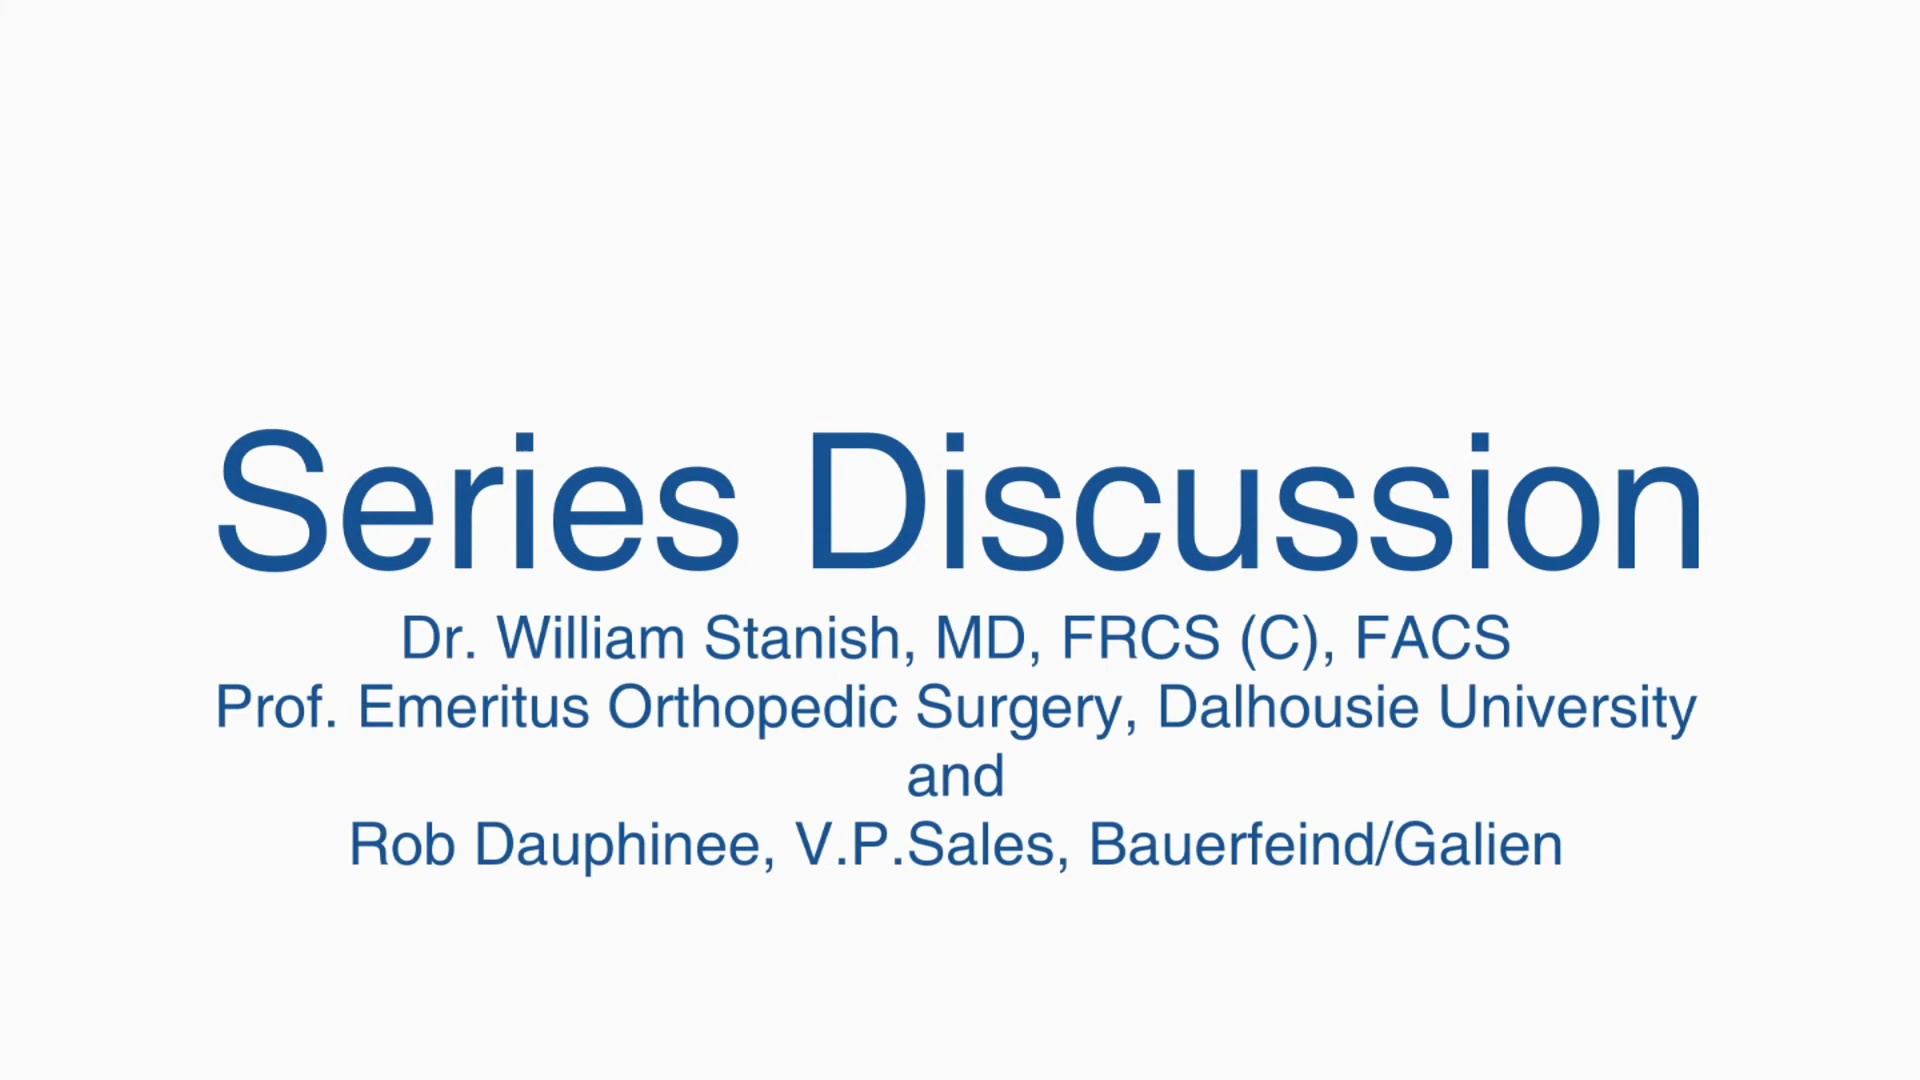 Series Discussion
Dr. William Stanish, MD, FRCS (C), FACS
Prof. Emeritus Orthopedic Surgery, Dalhousie University
and
Rob Dauphinee, V.P.Sales, Bauerfeind/Galien